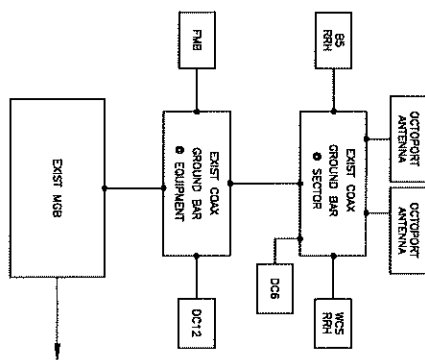 OCTOPORT
ANTENNA
OCTOPORT
ANTENNA
B5
RRH
EXIST COAX
GROUND BAR
@ SECTOR
WCS
RRH
DC6
FMB
EXIST COAX
GROUND BAR
@ EQUIPMENT
DC12
EXIST MGB